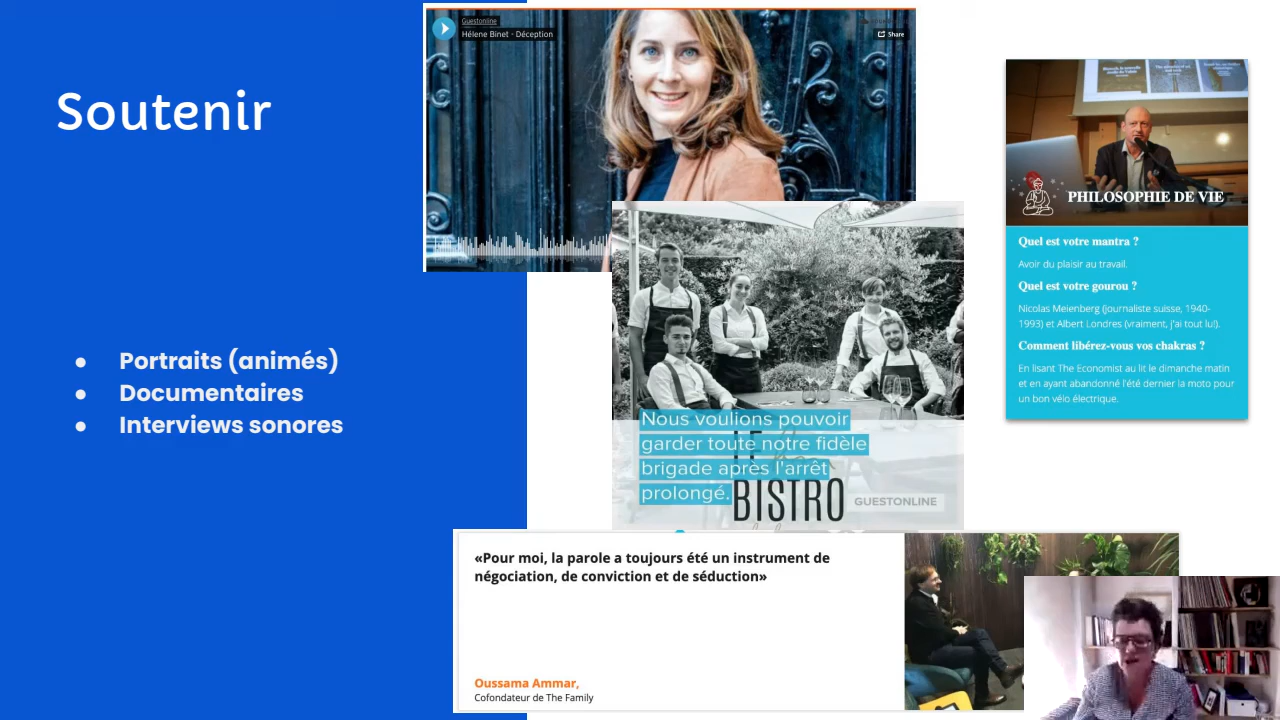 Soutenir
Portraits (animés)
Documentaires
Interviews sonores
Guestonline
Hélene Binet - Déception
Share
Nous voulions pouvoir
garder toute notre fidèle
brigade après l'arrêt
prolongé.
LE bon
BISTRO
GUESTONLINE
PHILOSOPHIE DE VIE
Quel est votre mantra ?
Avoir du plaisir au travail.
Quel est votre gourou ?
Nicolas Meienberg (journaliste suisse, 1940-
1993) et Albert Londres (vraiment, j'ai tout lu!).
Comment libérez-vous vos chakras ?
En lisant The Economist au lit le dimanche matin
et en ayant abandonné l'été dernier la moto pour
un bon vélo électrique.
«Pour moi, la parole a toujours été un instrument de
négociation, de conviction et de séduction»
Oussama Ammar,
Cofondateur de The Family